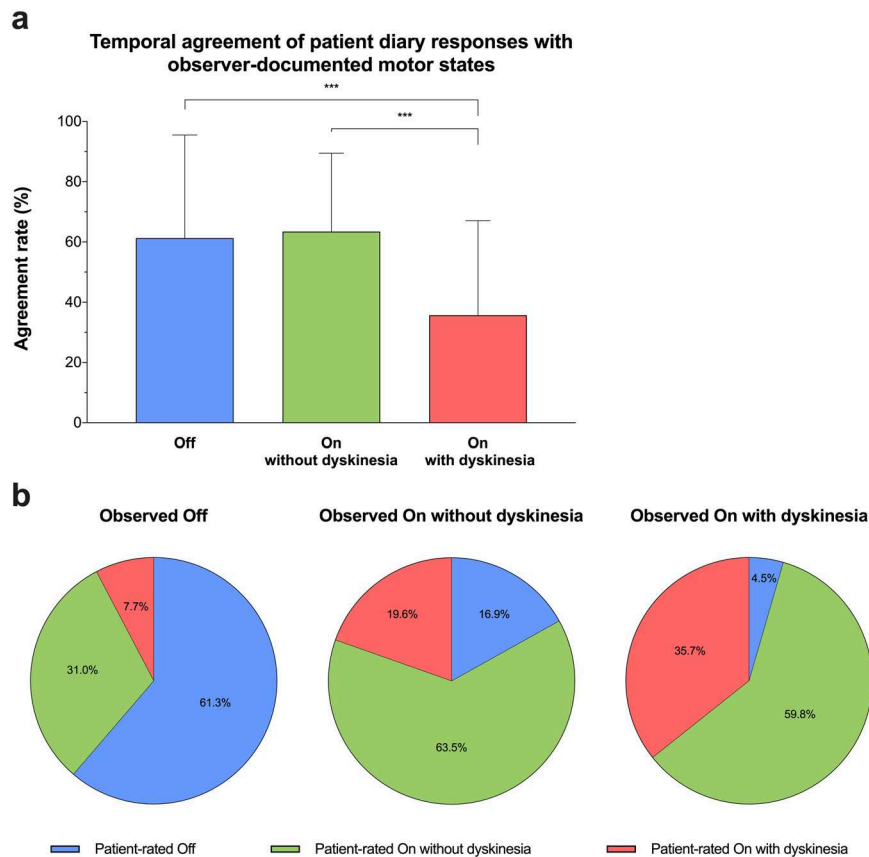 a
Temporal agreement of patient diary responses with
observer-documented motor states
***
***
100
80
60
40
20
0
Agreement rate (%)
Off
On
without dyskinesia
On
with dyskinesia
b
Observed Off
7.7%
31.0%
61.3%
Observed On without dyskinesia
19.6%
16.9%
63.5%
Observed On with dyskinesia
4.5%
35.7%
59.8%
Patient-rated Off
Patient-rated On without dyskinesia
Patient-rated On with dyskinesia